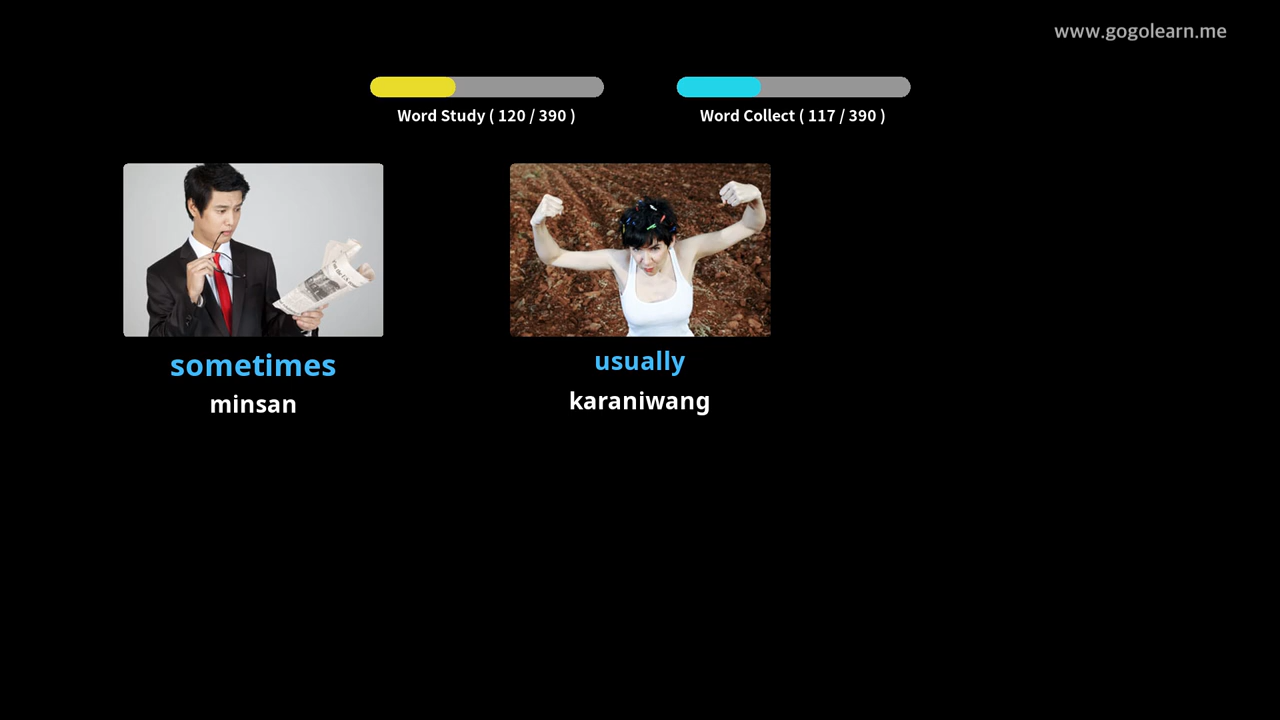 www.gogolearn.me
Word Study ( 120 / 390 )
Word Collect ( 117 / 390 )
sometimes
minsan
usually
karaniwang